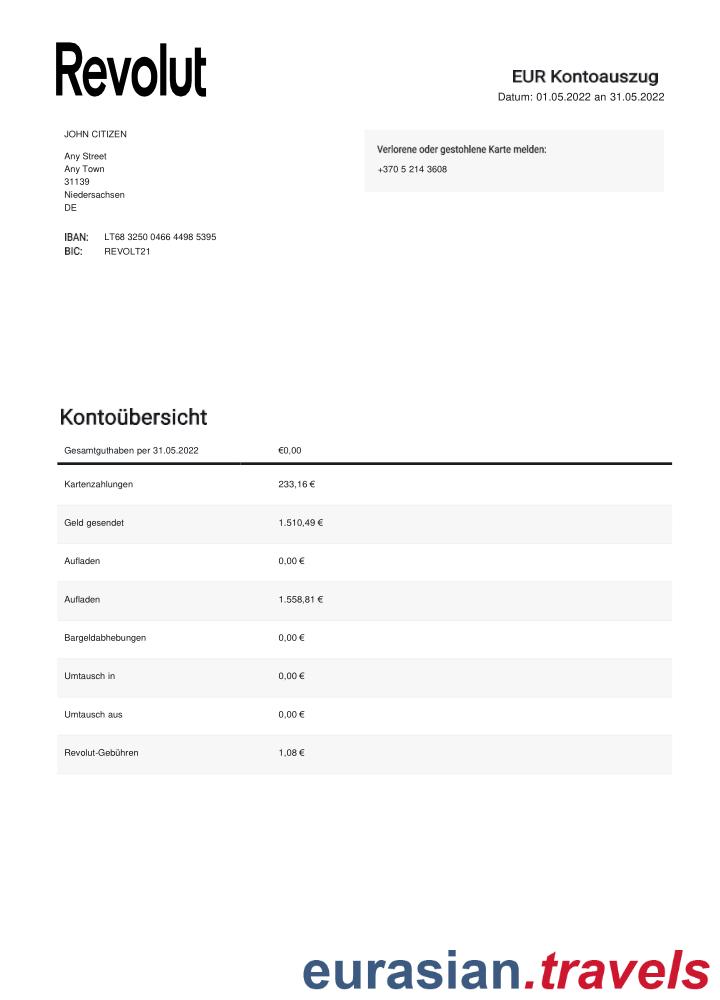 Revolut
EUR Kontoauszug
Datum: 01.05.2022 an 31.05.2022
JOHN CITIZEN
Any Street
Any Town
31139
Niedersachsen
DE
Verlorene oder gestohlene Karte melden:
+370 5 214 3608
IBAN: LT68 3250 0466 4498 5395
BIC: REVOLT21
Kontoübersicht
Gesamtguthaben per 31.05.2022 €0,00
Kartenzahlungen 233,16 €
Geld gesendet 1.510,49 €
Aufladen 0,00 €
Aufladen 1.558,81 €
Bargeldabhebungen 0,00 €
Umtausch in 0,00 €
Umtausch aus 0,00 €
Revolut-Gebühren 1,08 €
eurasian.travels